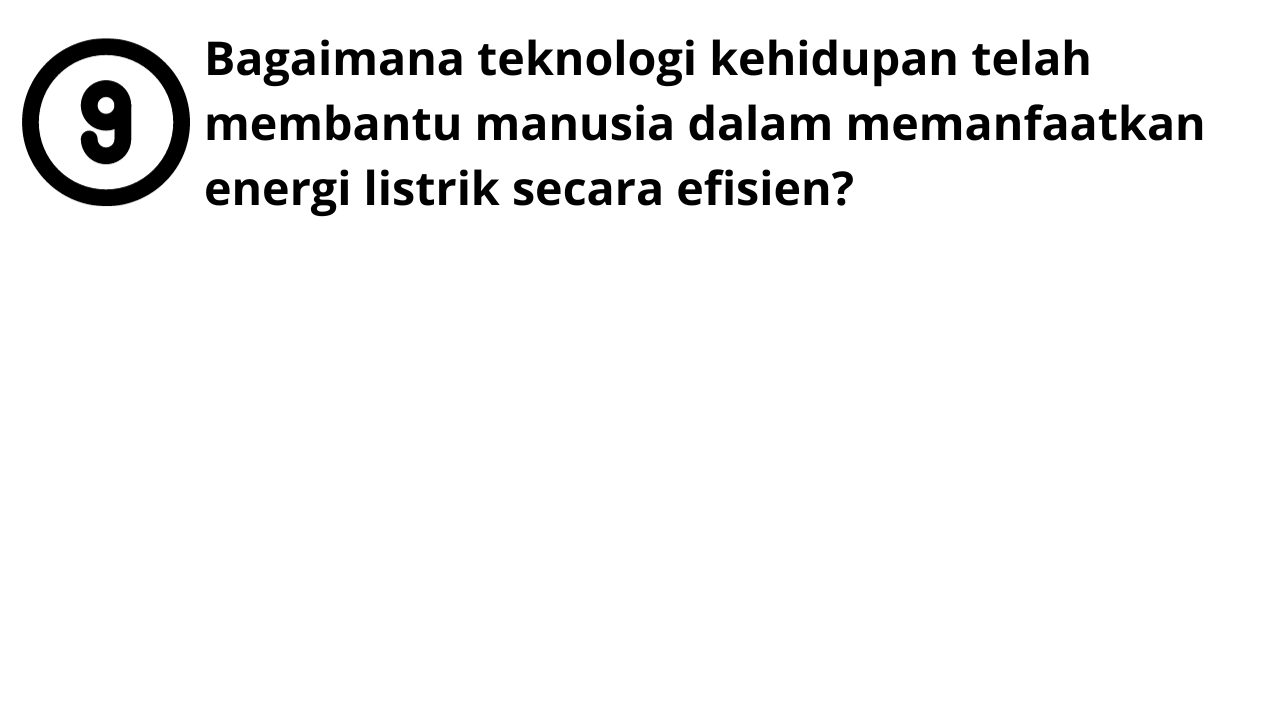 9
Bagaimana teknologi kehidupan telah
membantu manusia dalam memanfaatkan
energi listrik secara efisien?